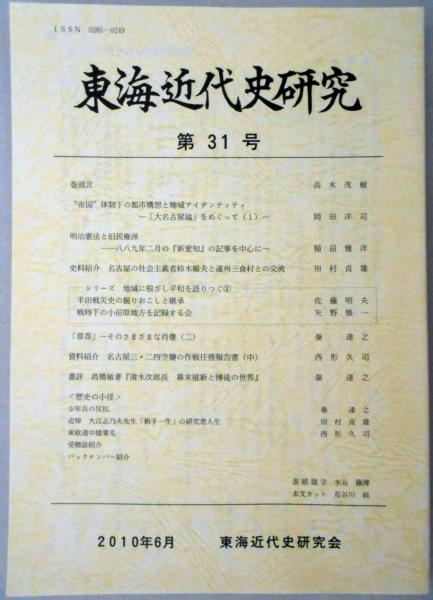 ISSN 0285-0249
東海近代史研究
第 31 号
巻頭言 高木茂樹
"帝国"体制下の都市構想と地域アイデンティティ
―「大名古屋論」をめぐって(1)― 岡田洋司
明治憲法と旧民権派
―一八八九年二月の『新愛知』の記事を中心に― 稲田雅洋
史料紹介 名古屋の社会主義者鈴木楯夫と遠州三倉村との交流 田村貞雄
シリーズ 地域に根ざし平和を語りつぐ③
半田戦災史の掘りおこしと継承 佐藤明夫
戦時下の小田原地方を記録する会 矢野慎一
「草莽」―そのさまざまな肖像(二) 秦達之
資料紹介 名古屋三・二四空襲の作戦任務報告書(中) 西形久司
書評 高橋敏著『清水次郎長 幕末維新と博徒の世界』 秦達之
<歴史の小径>
少年兵の反抗 秦達之
追悼 大江志乃夫先生「新手一生」の研究者人生 田村貞雄
東欧道中膝栗毛 西形久司
受贈誌紹介
バックナンバー紹介
表紙題字 水谷 博
本文カット 長谷川 純
2010年6月 東海近代史研究会